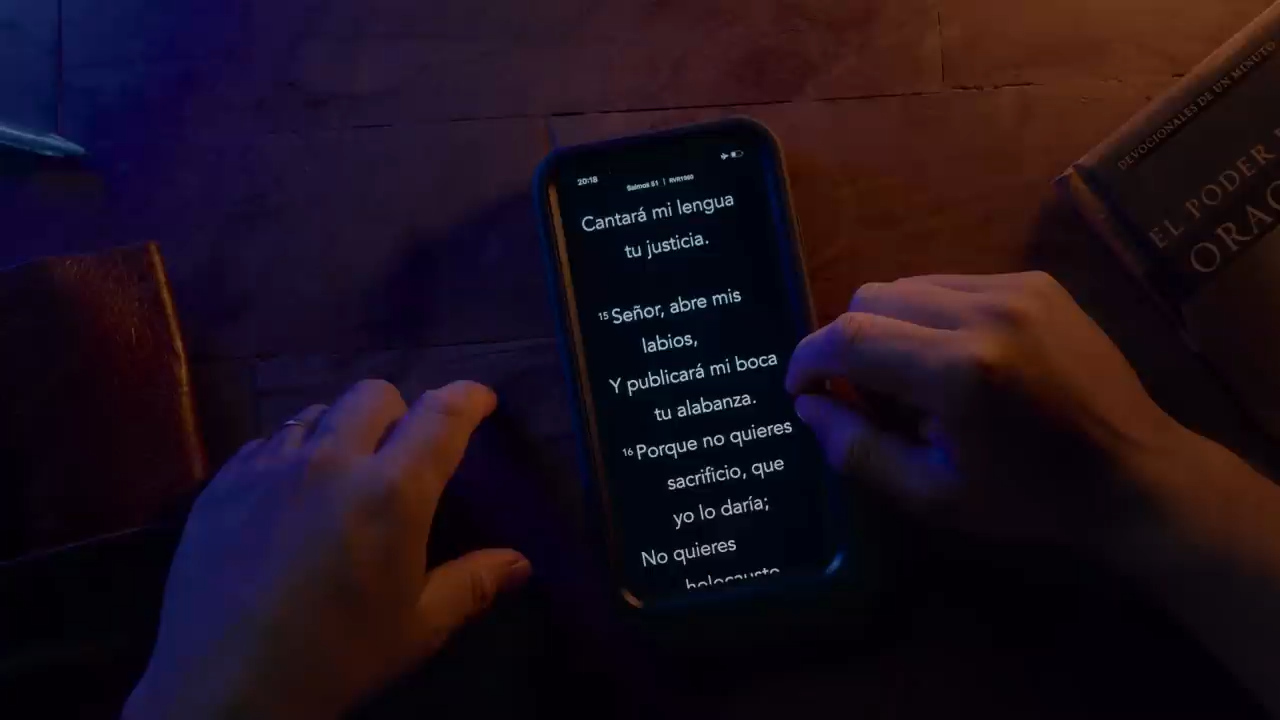 20:18
Salmos 51 | RVR1960
Cantará mi lengua
tu justicia.
15 Señor, abre mis
labios,
Y publicará mi boca
tu alabanza.
16 Porque no quieres
sacrificio, que
yo lo daría;
No quieres
holocausto
DEVOCIONALES DE UN MINUTO
EL PODER